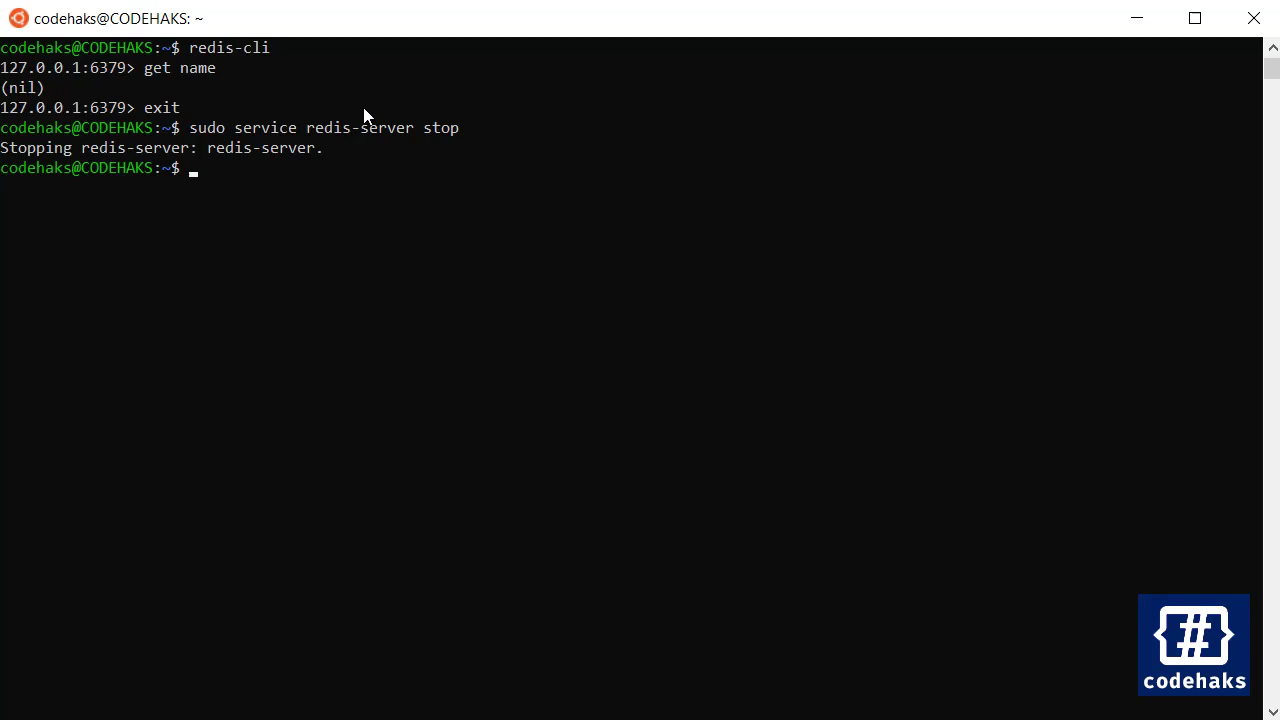 codehaks@CODEHAKS: ~
codehaks@CODEHAKS:~$ redis-cli
127.0.0.1:6379> get name
(nil)
127.0.0.1:6379> exit
codehaks@CODEHAKS:~$ sudo service redis-server stop
Stopping redis-server: redis-server.
codehaks@CODEHAKS:~$
{#}
codehaks